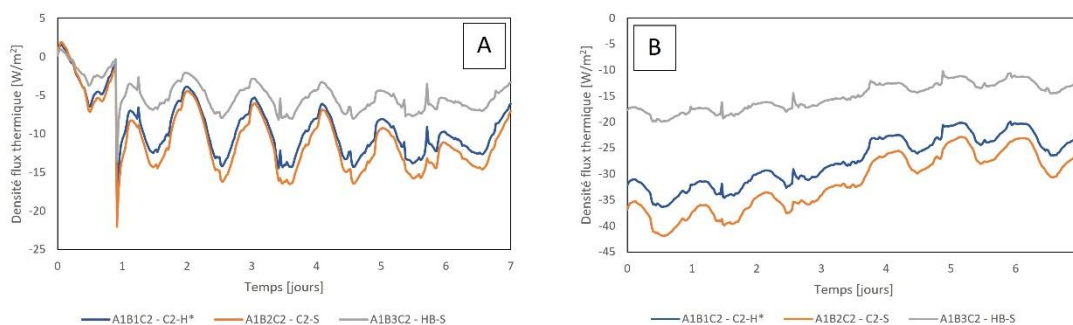 A
Densité flux thermique [W/m²]
5
0
-5
-10
-15
-20
-25
0 1 2 3 4 5 6 7
Temps [jours]
A1B1C2 - C2-H* A1B2C2 - C2-S A1B3C2 - HB-S
B
Densité flux thermique [W/m²]
0
-5
-10
-15
-20
-25
-30
-35
-40
-45
0 1 2 3 4 5 6
Temps [jours]
A1B1C2 - C2-H* A1B2C2 - C2-S A1B3C2 - HB-S